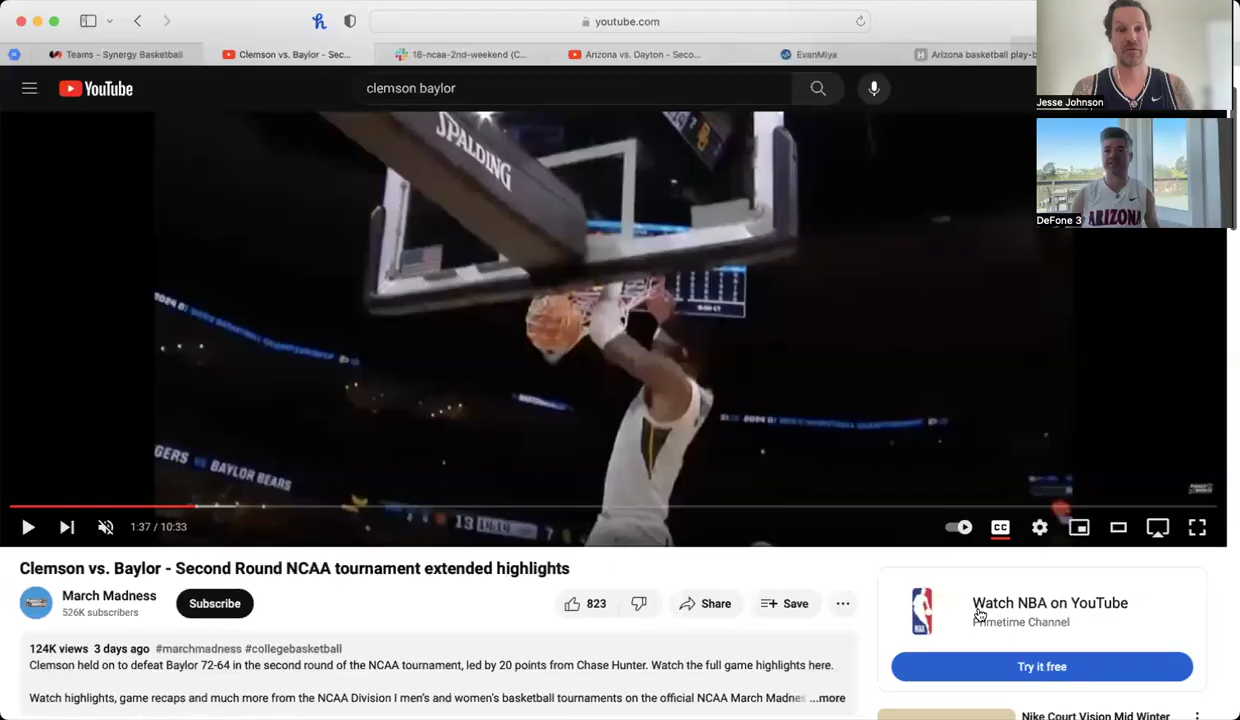 youtube.com
Teams - Synergy Basketball
Clemson vs. Baylor - Sec...
18-ncaa-2nd-weekend (C...
Arizona vs. Dayton - Seco...
EvanMiya
Arizona basketball play-b
Jesse Johnson
YouTube
clemson baylor
SPALDING
DeFone 3
ARIZONA
GERS VS BAYLOR BEARS
1:37 / 10:33
CC
Clemson vs. Baylor - Second Round NCAA tournament extended highlights
March Madness
526K subscribers
Subscribe
823
Share
Save
Watch NBA on YouTube
Primetime Channel
Try it free
124K views 3 days ago #marchmadness #collegebasketball
Clemson held on to defeat Baylor 72-64 in the second round of the NCAA tournament, led by 20 points from Chase Hunter. Watch the full game highlights here.
Watch highlights, game recaps and much more from the NCAA Division I men's and women's basketball tournaments on the official NCAA March Madnes ...more
Nike Court Vision Mid Winter